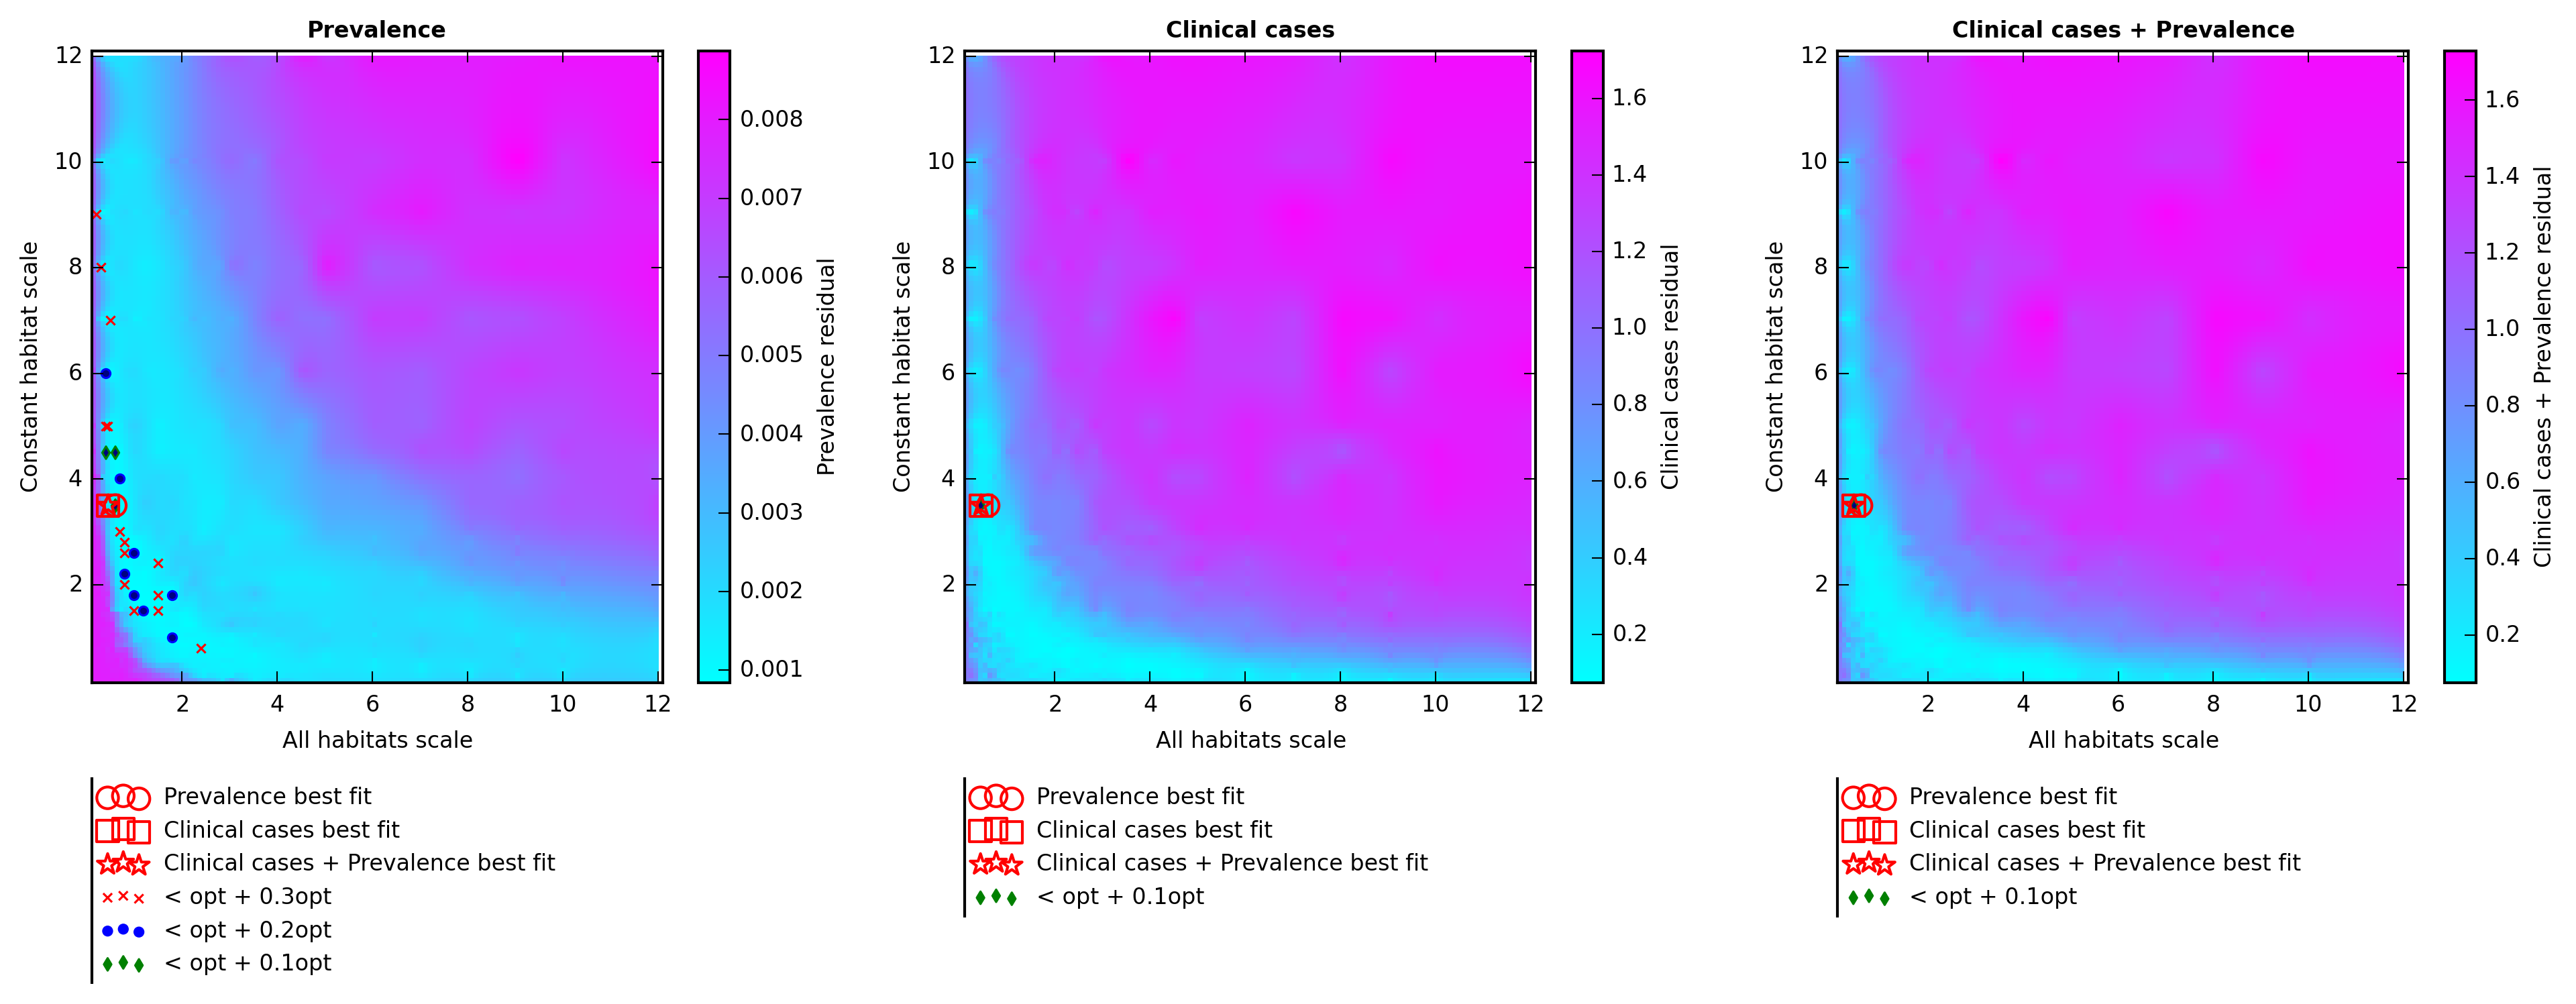 Prevalence
12
10
8
6
4
2
2 4 6 8 10 12
Constant habitat scale
All habitats scale
0.008
0.007
0.006
0.005
0.004
0.003
0.002
0.001
Prevalence residual
Prevalence best fit
Clinical cases best fit
Clinical cases + Prevalence best fit
< opt + 0.3opt
< opt + 0.2opt
< opt + 0.1opt
Clinical cases
12
10
8
6
4
2
2 4 6 8 10 12
Constant habitat scale
All habitats scale
1.6
1.4
1.2
1.0
0.8
0.6
0.4
0.2
Clinical cases residual
Prevalence best fit
Clinical cases best fit
Clinical cases + Prevalence best fit
< opt + 0.1opt
Clinical cases + Prevalence
12
10
8
6
4
2
2 4 6 8 10 12
Constant habitat scale
All habitats scale
1.6
1.4
1.2
1.0
0.8
0.6
0.4
0.2
Clinical cases + Prevalence residual
Prevalence best fit
Clinical cases best fit
Clinical cases + Prevalence best fit
< opt + 0.1opt